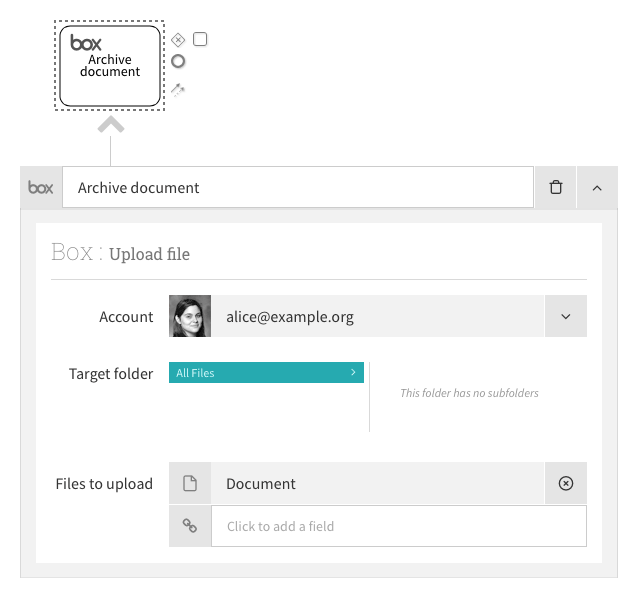 box
Archive
document
box
Archive document
Box : Upload file
Account
alice@example.org
Target folder
All Files
This folder has no subfolders
Files to upload
Document
Click to add a field